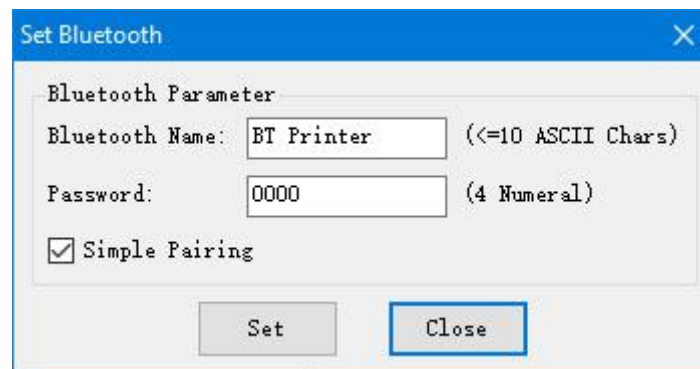 Set Bluetooth
Bluetooth Parameter
Bluetooth Name: BT Printer (<=10 ASCII Chars)
Password: 0000 (4 Numeral)
Simple Pairing
Set Close